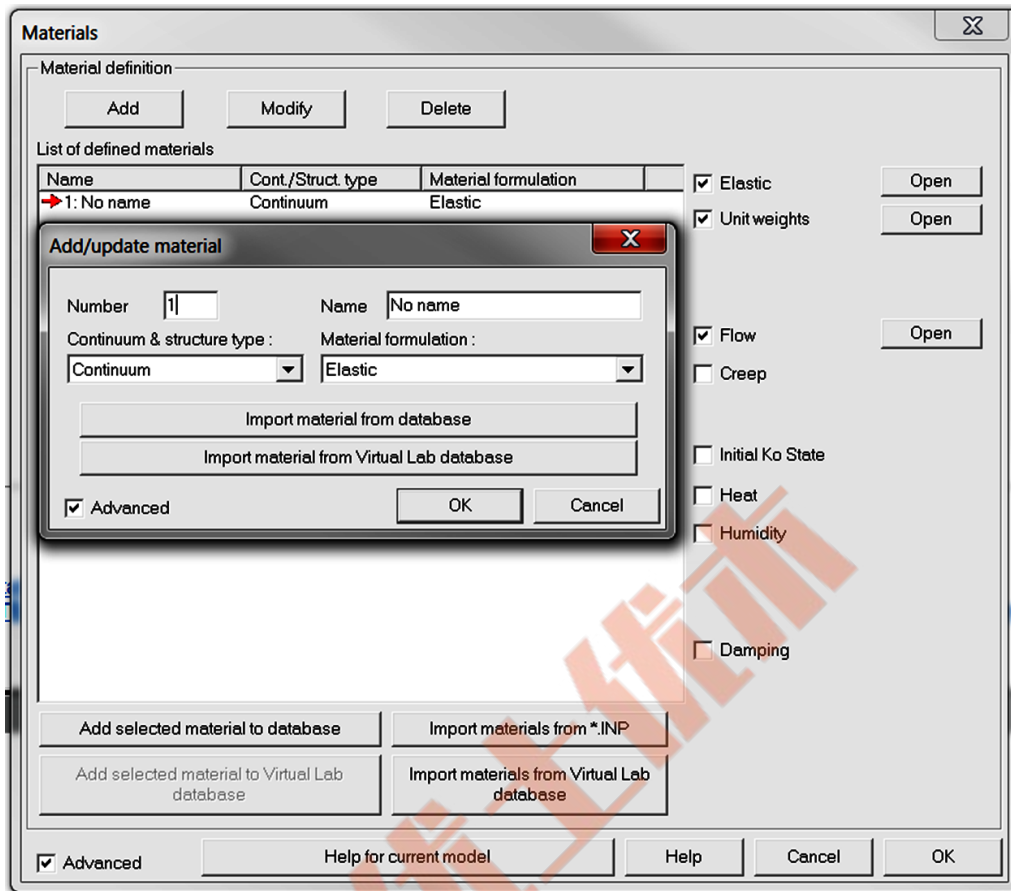 Materials
Material definition
Add Modify Delete
List of defined materials
Name Cont./Struct. type Material formulation
1: No name Continuum Elastic
Elastic Open
Unit weights Open
Add/update material
Number 1 Name No name
Continuum & structure type : Material formulation :
Continuum Elastic
Flow Open
Creep
Import material from database
Import material from Virtual Lab database
Initial Ko State
Advanced OK Cancel
Heat
Humidity
Damping
Add selected material to database Import materials from *.INP
Add selected material to Virtual Lab
database
Import materials from Virtual Lab
database
Advanced Help for current model Help Cancel OK